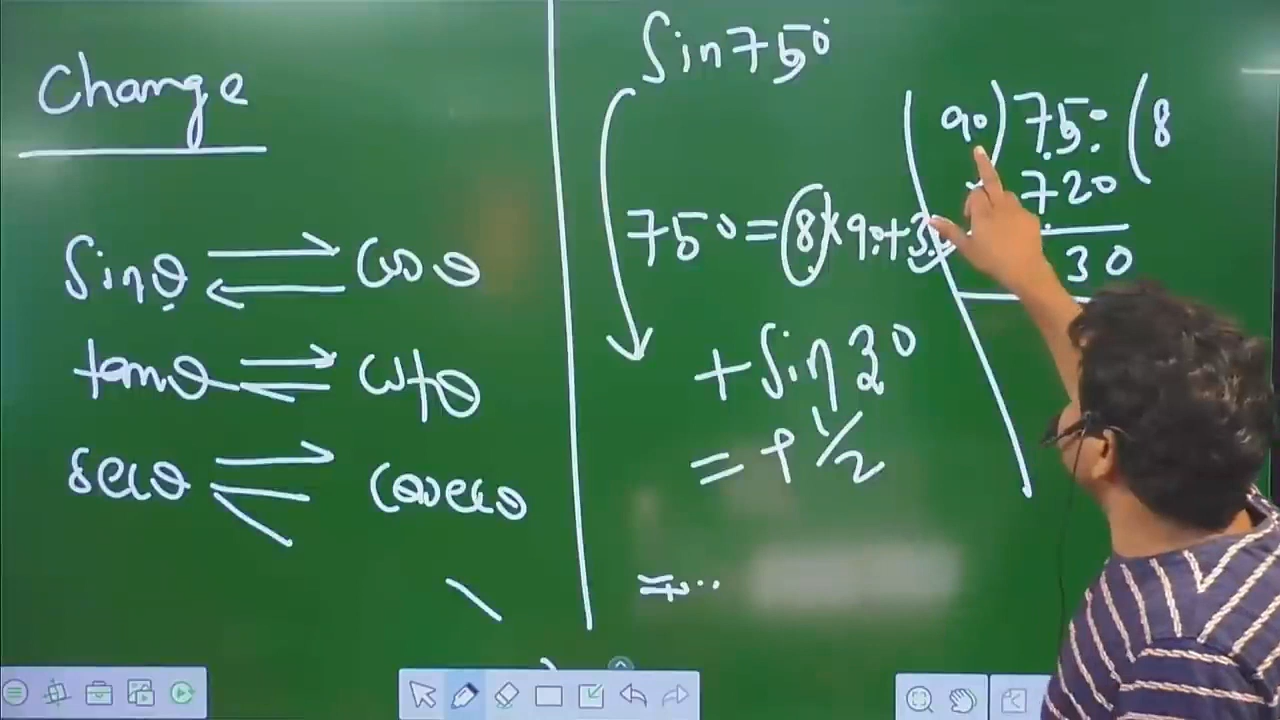 Change
Sinθ ⇌ Cosθ
tanθ ⇌ Cotθ
Secθ ⇌ Cosecθ
Sin750
750 = 8×90+30
+Sin30
= +1/2
90)750(8
720
30